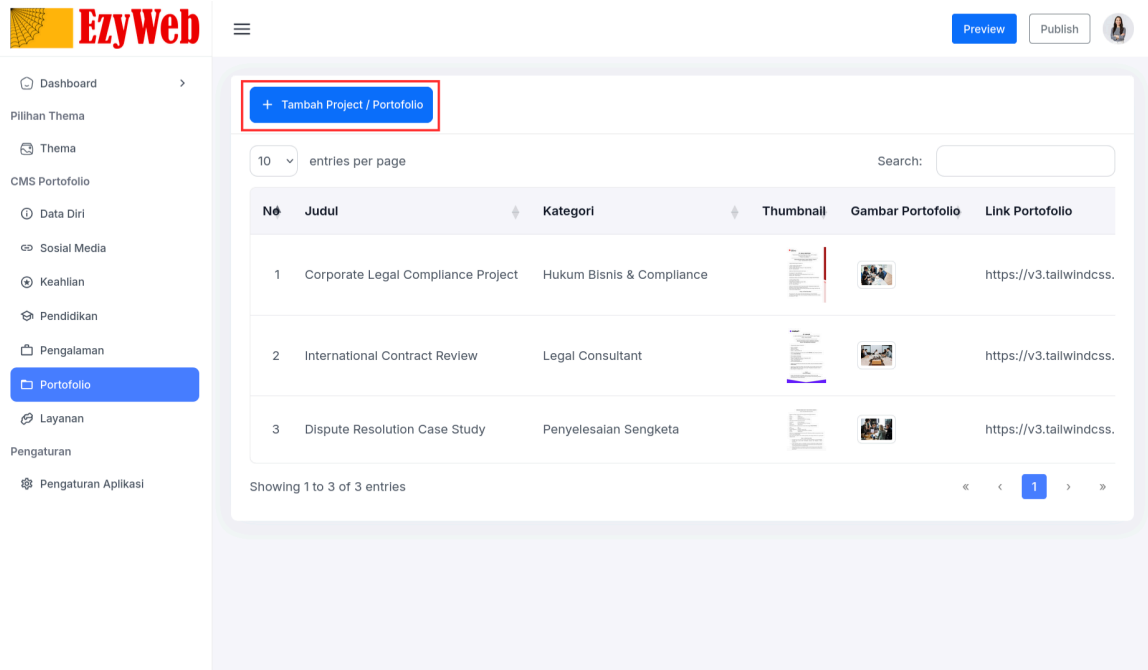 EzyWeb
Preview
Publish
Dashboard
Pilihan Thema
Thema
CMS Portofolio
Data Diri
Sosial Media
Keahlian
Pendidikan
Pengalaman
Portofolio
Layanan
Pengaturan
Pengaturan Aplikasi
+ Tambah Project / Portofolio
10 entries per page
Search:
No Judul Kategori Thumbnail Gambar Portofolio Link Portofolio
1 Corporate Legal Compliance Project Hukum Bisnis & Compliance https://v3.tailwindcss.
2 International Contract Review Legal Consultant https://v3.tailwindcss.
3 Dispute Resolution Case Study Penyelesaian Sengketa https://v3.tailwindcss.
Showing 1 to 3 of 3 entries
« ‹ 1 › »